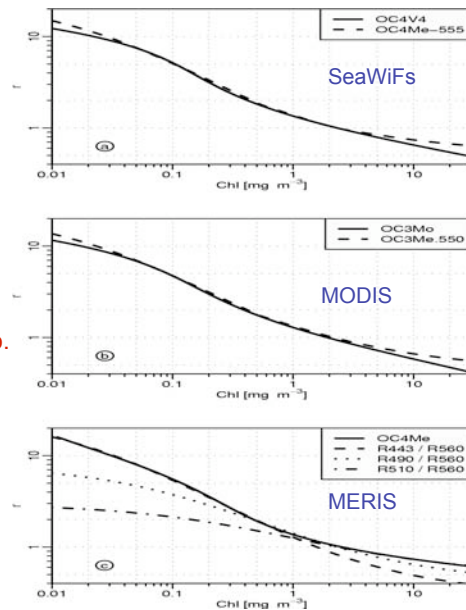 OC4V4
OC4Me-555
SeaWiFs
10
1
r
a
0.01 0.1 1 10
Chl [mg m⁻³]
OC3Mo
OC3Me.550
MODIS
10
1
r
b
0.01 0.1 1 10
Chl [mg m⁻³]
OC4Me
R443 / R560
R490 / R560
R510 / R560
MERIS
10
1
r
c
0.01 0.1 1 10
Chl [mg m⁻³]